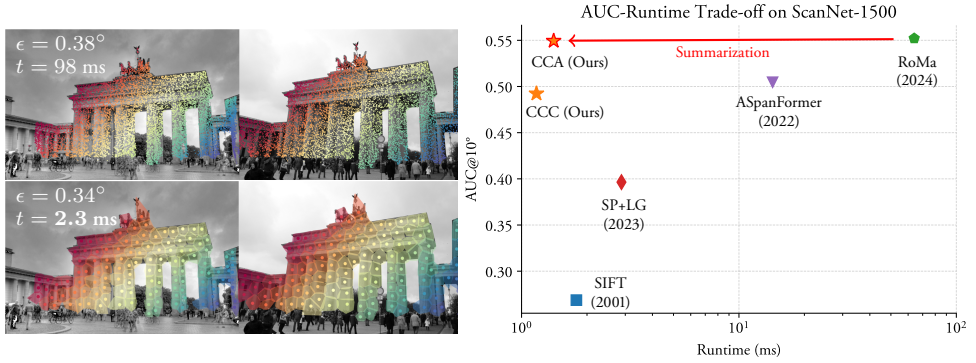 ϵ = 0.38°
t = 98 ms
ϵ = 0.34°
t = 2.3 ms
AUC-Runtime Trade-off on ScanNet-1500
AUC@10°
0.55
0.50
0.45
0.40
0.35
0.30
CCA (Ours)
Summarization
RoMa
(2024)
CCC (Ours)
ASpanFormer
(2022)
SP+LG
(2023)
SIFT
(2001)
10⁰
10¹
10²
Runtime (ms)